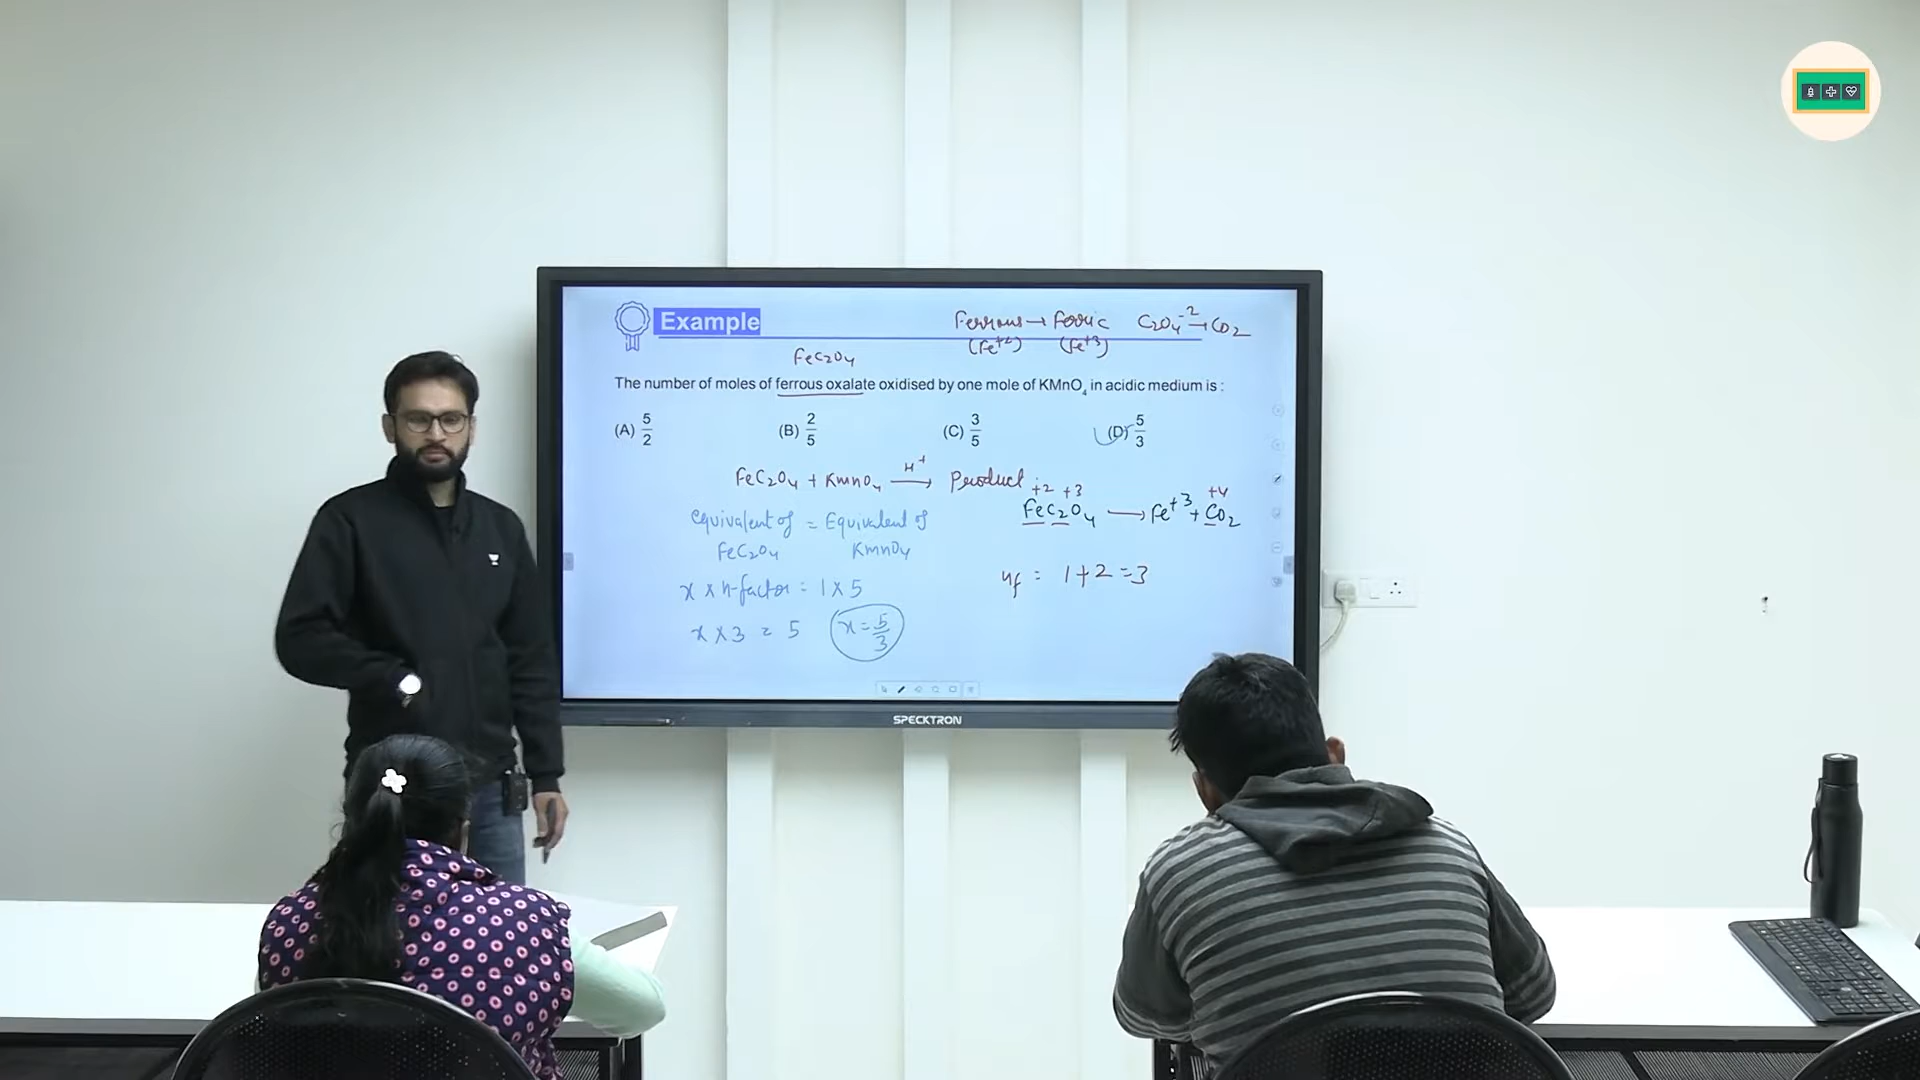 Example
Ferrous → Ferric C2O4⁻² → CO2
(Fe⁺²) (Fe⁺³)
FeC2O4
The number of moles of ferrous oxalate oxidised by one mole of KMnO₄ in acidic medium is :
(A) 5/2 (B) 2/5 (C) 3/5 (D) 5/3
FeC2O4 + KmnO4 H⁺ → Product
+2 +3 +4
FeC2O4 → Fe⁺³ + CO2
equivalent of = Equivalent of
FeC2O4 KmnO4
nf = 1+2=3
x × n-factor = 1 × 5
x × 3 = 5 x = 5/3
SPECKTRON